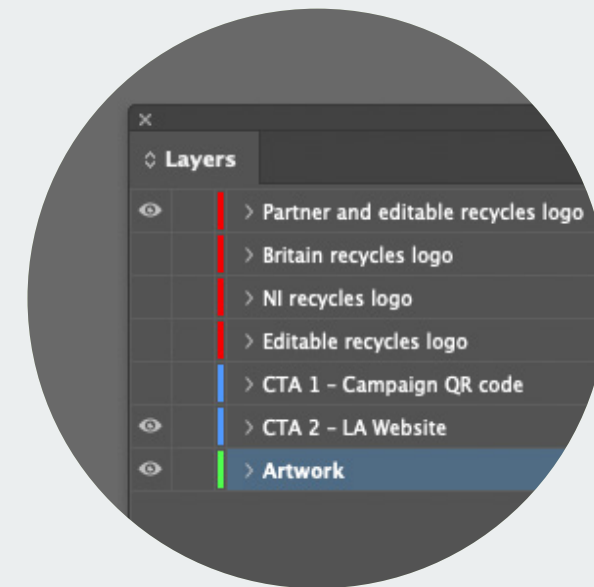 Layers
Partner and editable recycles logo
Britain recycles logo
NI recycles logo
Editable recycles logo
CTA 1 – Campaign QR code
CTA 2 – LA Website
Artwork